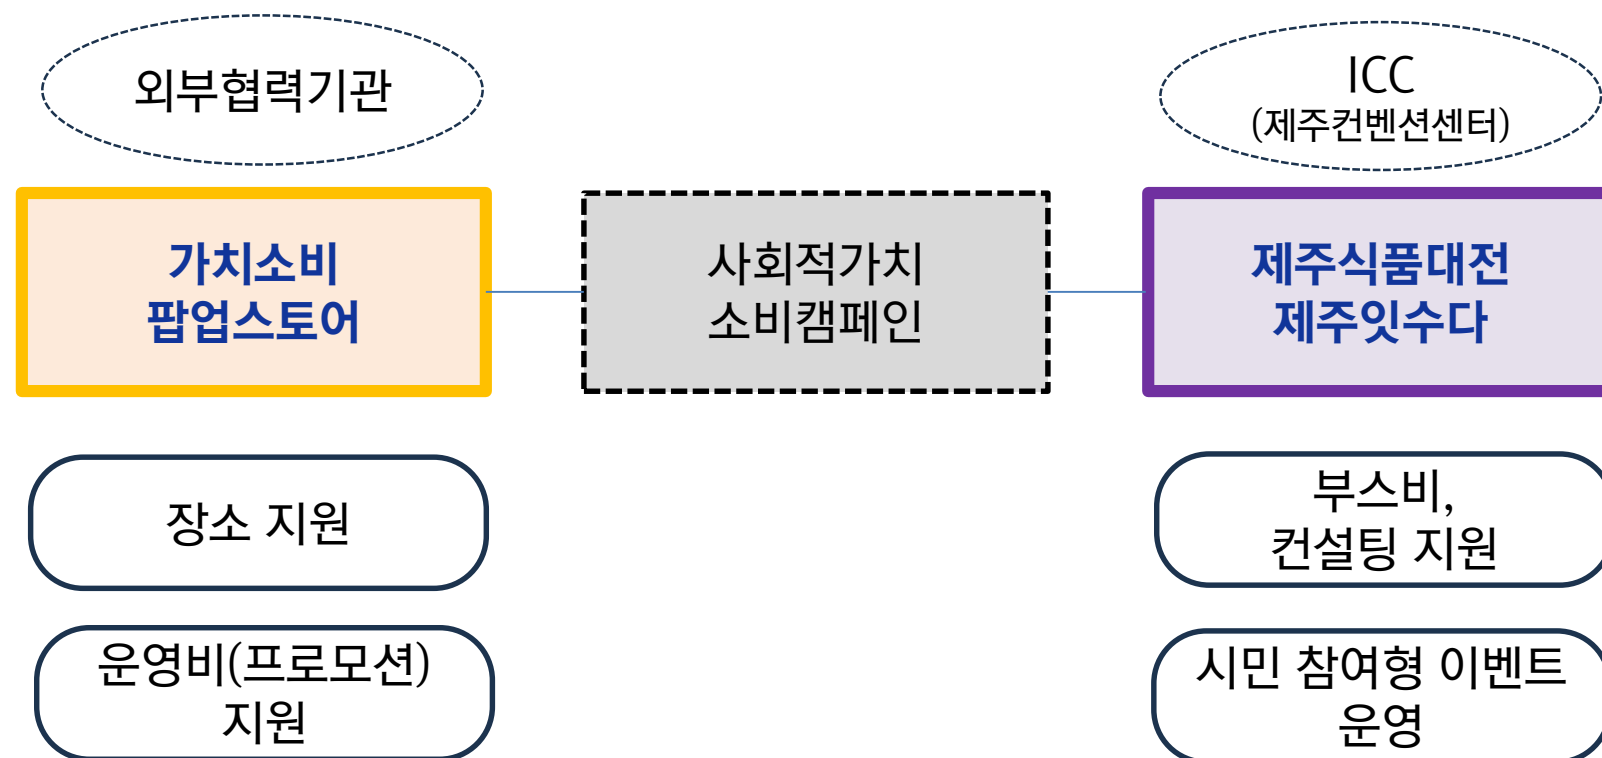 외부협력기관
ICC
(제주컨벤션센터)
가치소비
팝업스토어
사회적가치
소비캠페인
제주식품대전
제주잇수다
장소 지원
부스비,
컨설팅 지원
운영비(프로모션)
지원
시민 참여형 이벤트
운영